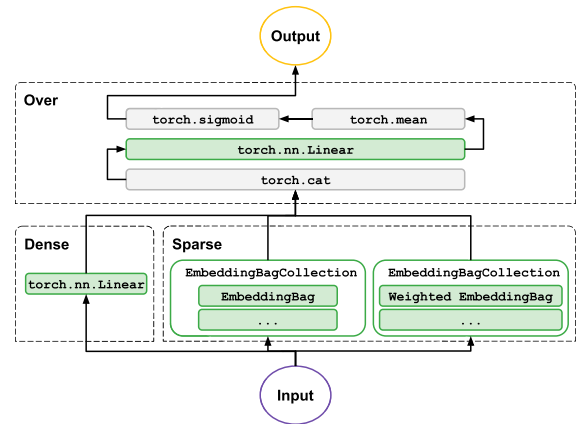 Output
Over
torch.sigmoid
torch.mean
torch.nn.Linear
torch.cat
Dense
torch.nn.Linear
Sparse
EmbeddingBagCollection
EmbeddingBag
...
EmbeddingBagCollection
Weighted EmbeddingBag
...
Input